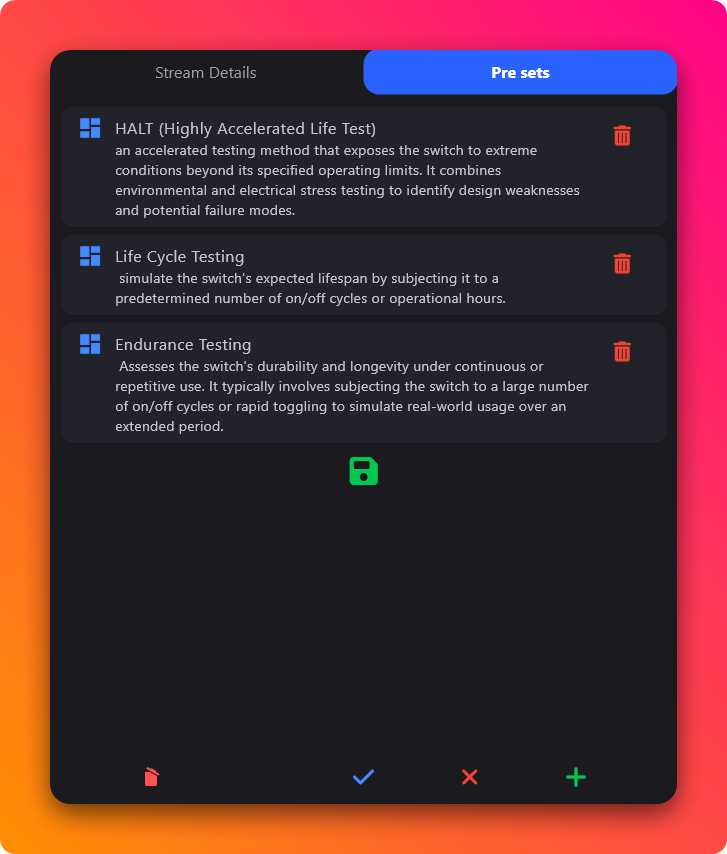 Stream Details
Pre sets
HALT (Highly Accelerated Life Test)
an accelerated testing method that exposes the switch to extreme
conditions beyond its specified operating limits. It combines
environmental and electrical stress testing to identify design weaknesses
and potential failure modes.
Life Cycle Testing
simulate the switch's expected lifespan by subjecting it to a
predetermined number of on/off cycles or operational hours.
Endurance Testing
Assesses the switch's durability and longevity under continuous or
repetitive use. It typically involves subjecting the switch to a large number
of on/off cycles or rapid toggling to simulate real-world usage over an
extended period.